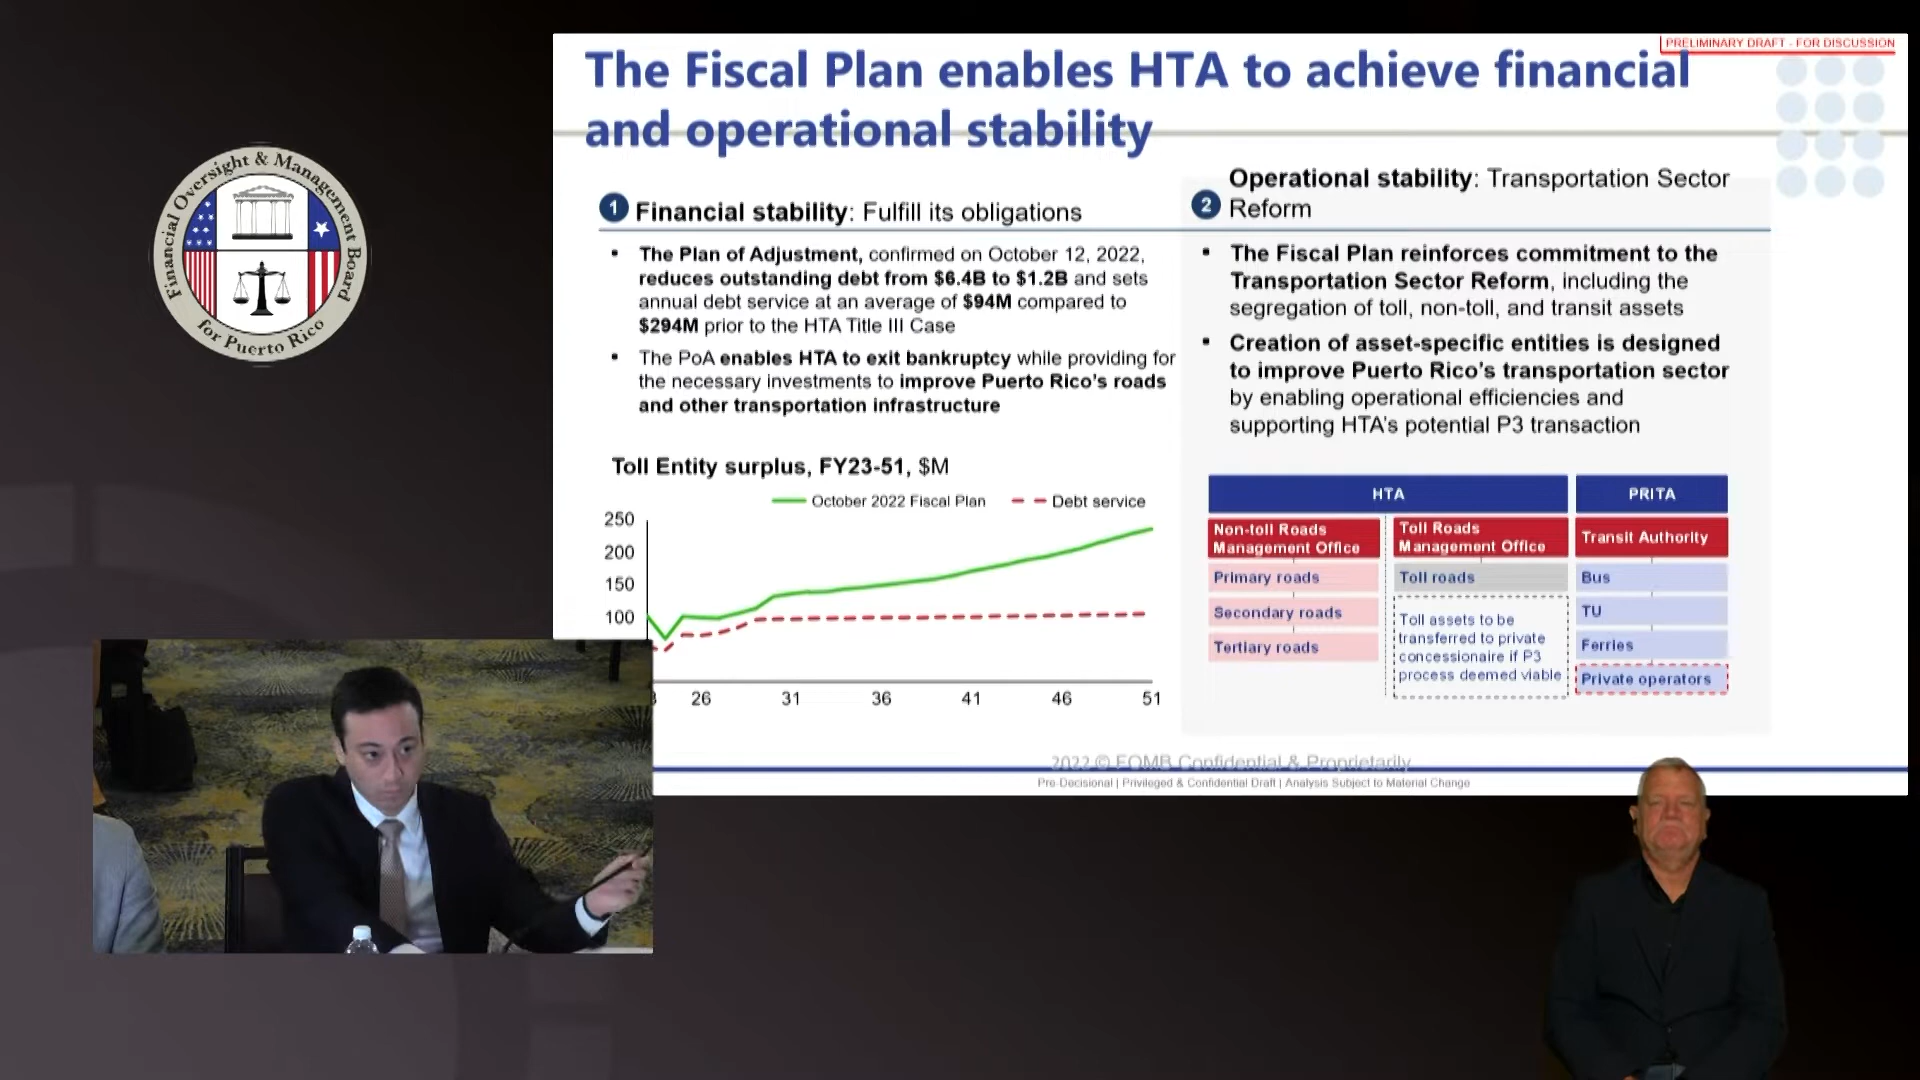 Financial Oversight & Management Board
for Puerto Rico
PRELIMINARY DRAFT - FOR DISCUSSION
The Fiscal Plan enables HTA to achieve financial
and operational stability
1 Financial stability: Fulfill its obligations
▪ The Plan of Adjustment, confirmed on October 12, 2022,
reduces outstanding debt from $6.4B to $1.2B and sets
annual debt service at an average of $94M compared to
$294M prior to the HTA Title III Case
▪ The PoA enables HTA to exit bankruptcy while providing for
the necessary investments to improve Puerto Rico's roads
and other transportation infrastructure
Toll Entity surplus, FY23-51, $M
October 2022 Fiscal Plan
Debt service
250
200
150
100
26 31 36 41 46 51
2 Operational stability: Transportation Sector
Reform
▪ The Fiscal Plan reinforces commitment to the
Transportation Sector Reform, including the
segregation of toll, non-toll, and transit assets
▪ Creation of asset-specific entities is designed
to improve Puerto Rico's transportation sector
by enabling operational efficiencies and
supporting HTA's potential P3 transaction
HTA
Non-toll Roads
Management Office
Primary roads
Secondary roads
Tertiary roads
Toll Roads
Management Office
Toll roads
Toll assets to be
transferred to private
concessionaire if P3
process deemed viable
PRITA
Transit Authority
Bus
TU
Ferries
Private operators
2022 © FOMB Confidential & Proprietarily
Pre-Decisional | Privileged & Confidential Draft | Analysis Subject to Material Change